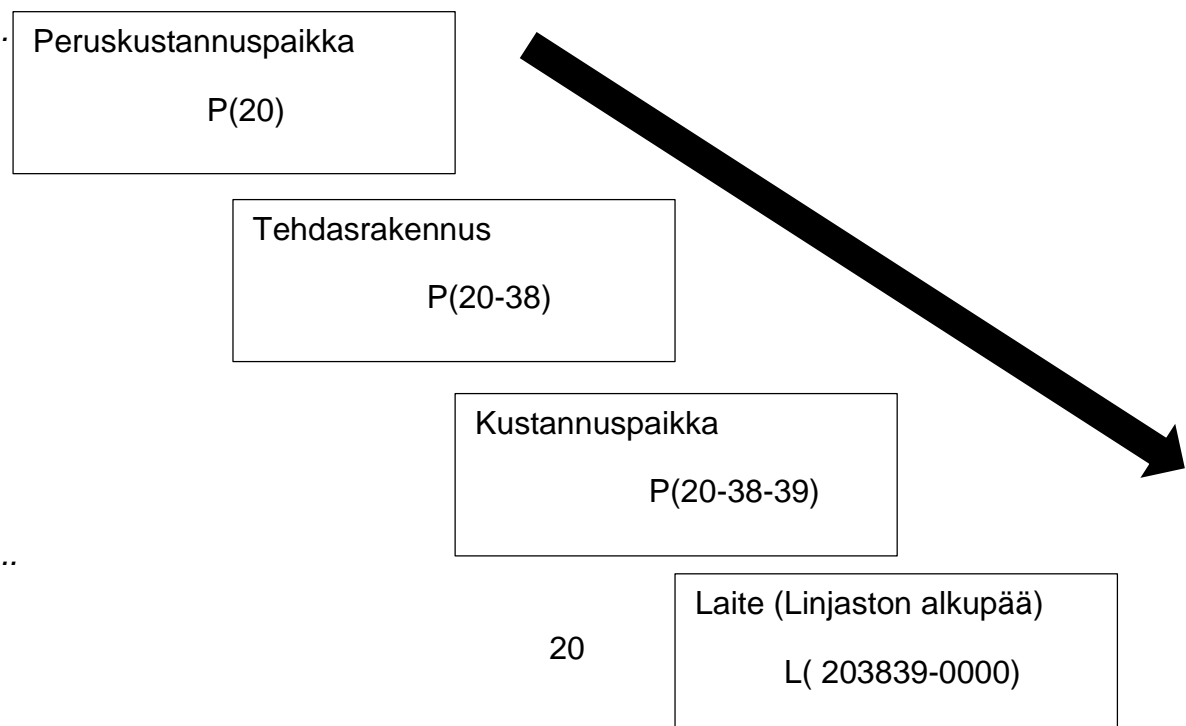 .
Peruskustannuspaikka
P(20)
Tehdasrakennus
P(20-38)
Kustannuspaikka
P(20-38-39)
..
Laite (Linjaston alkupää)
20
L( 203839-0000)